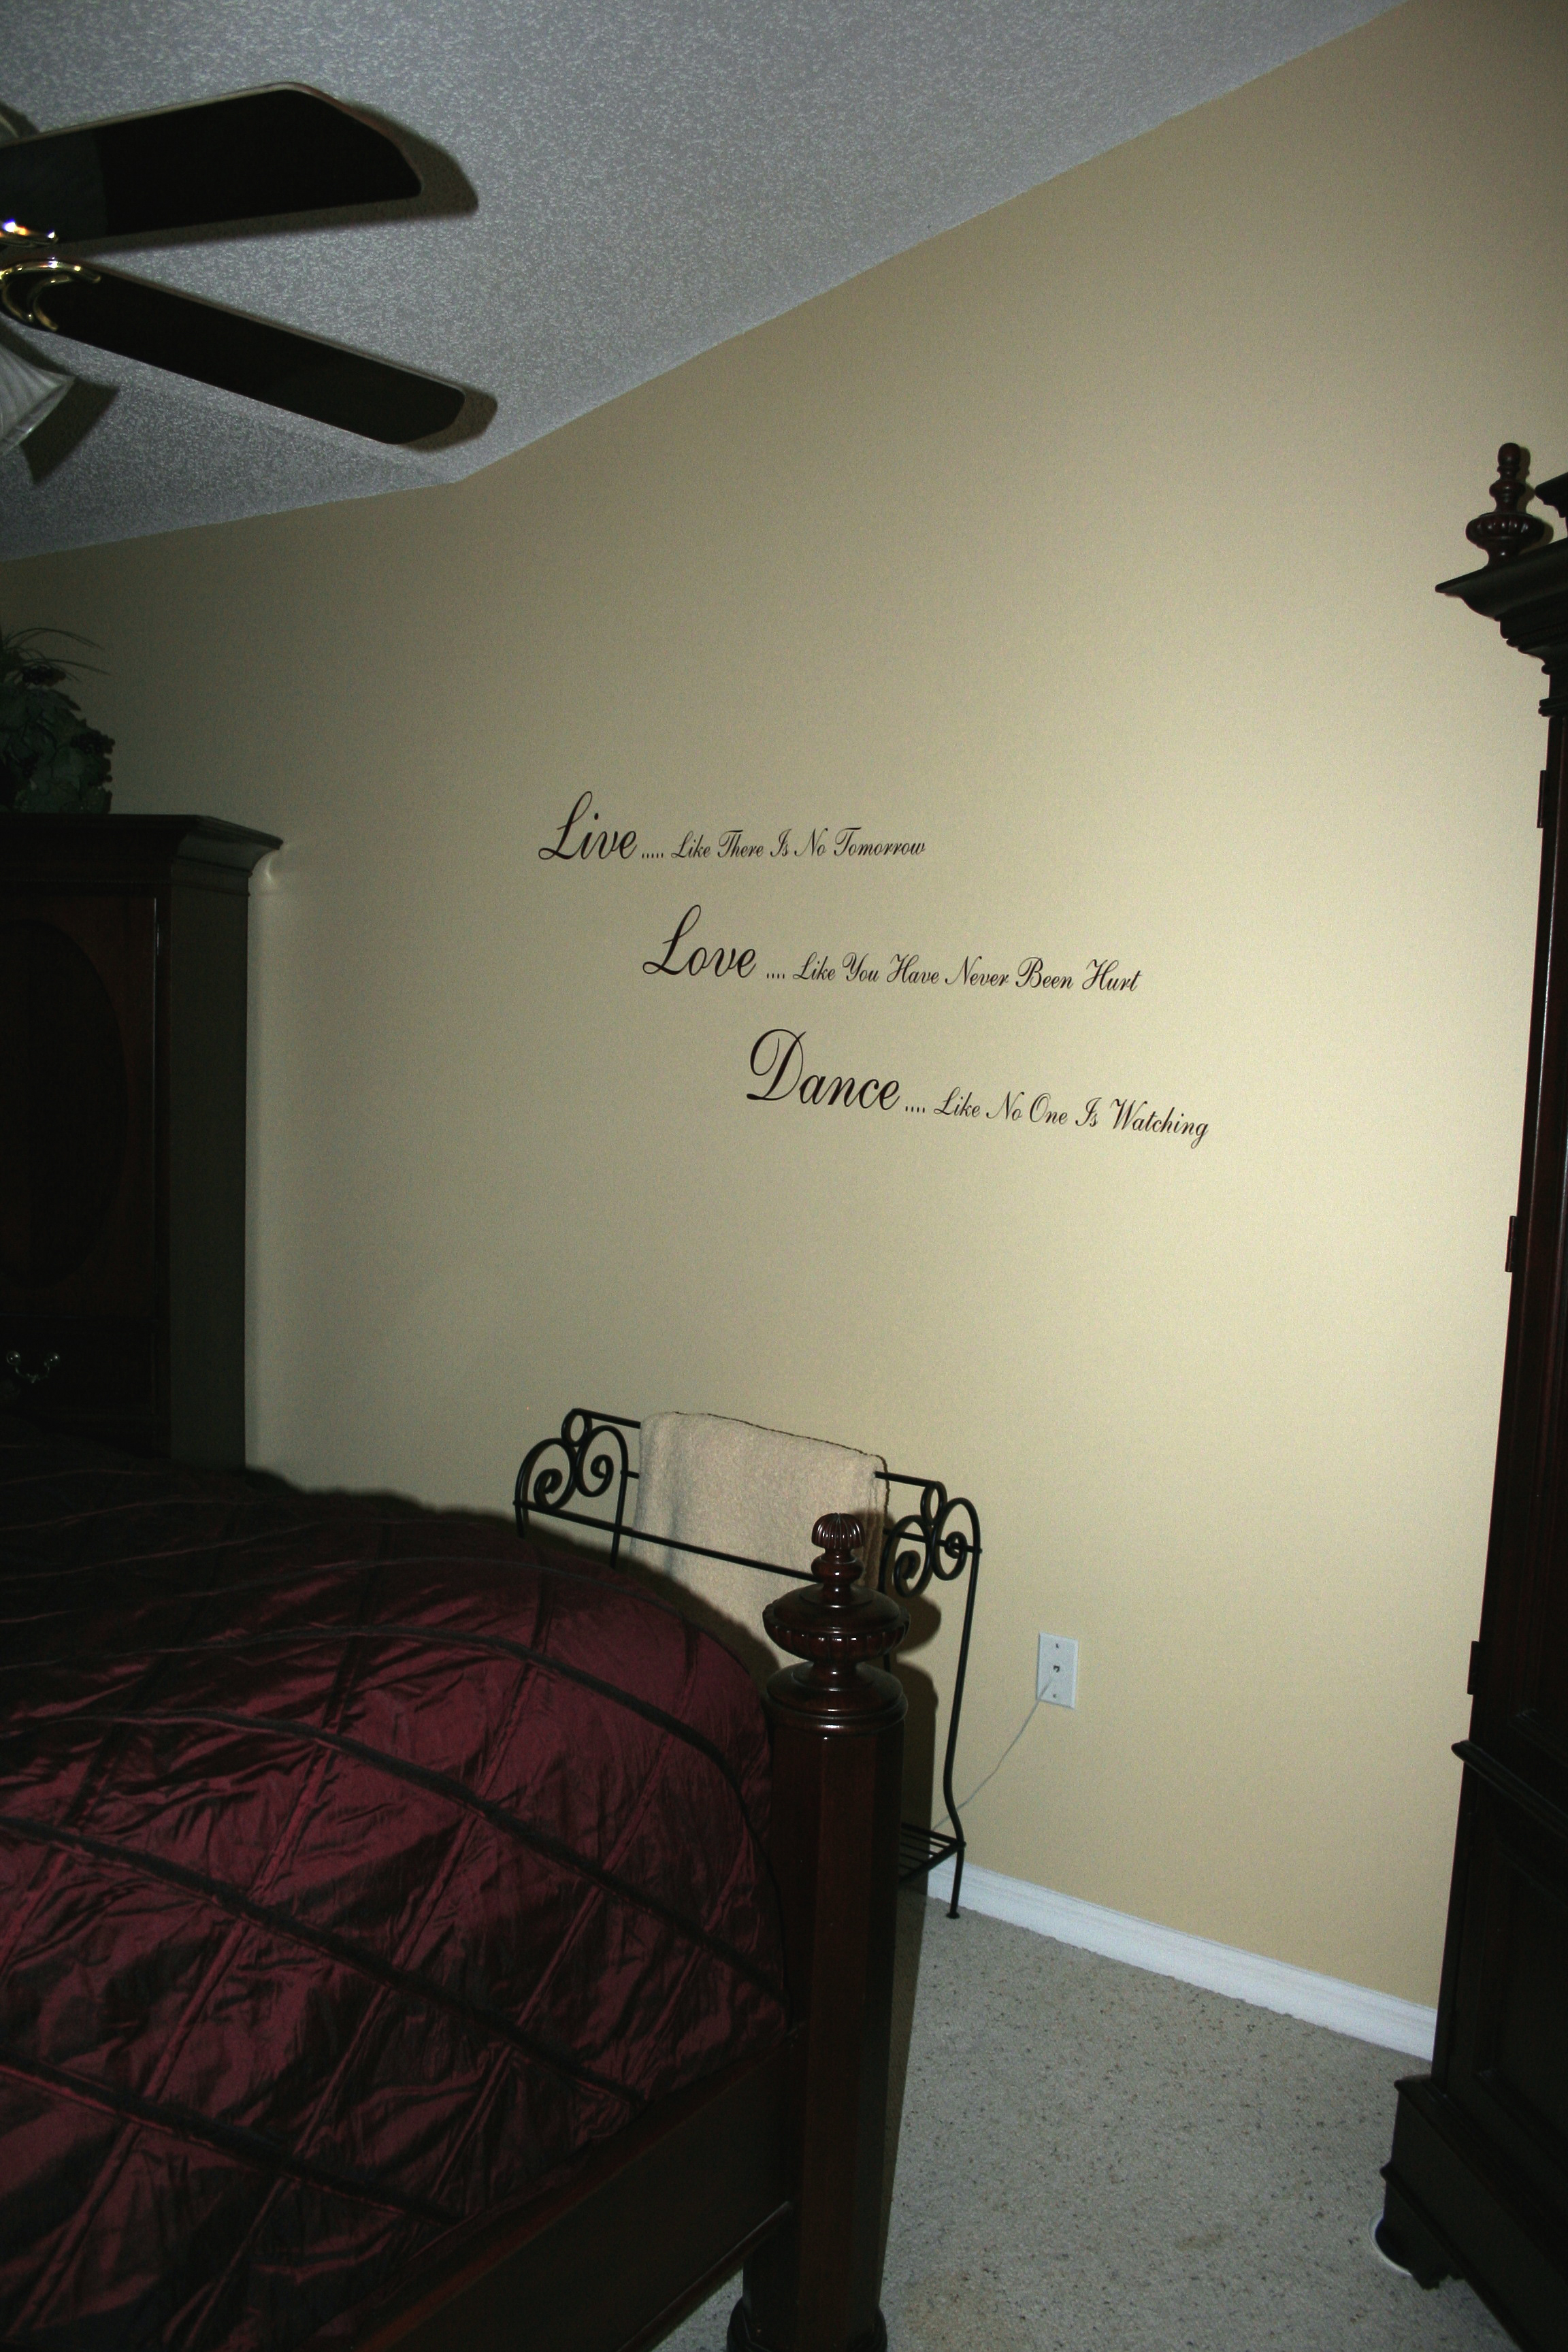 Live..... Like There Is No Tomorrow
Love .... Like You Have Never Been Hurt
Dance.... Like No One Is Watching